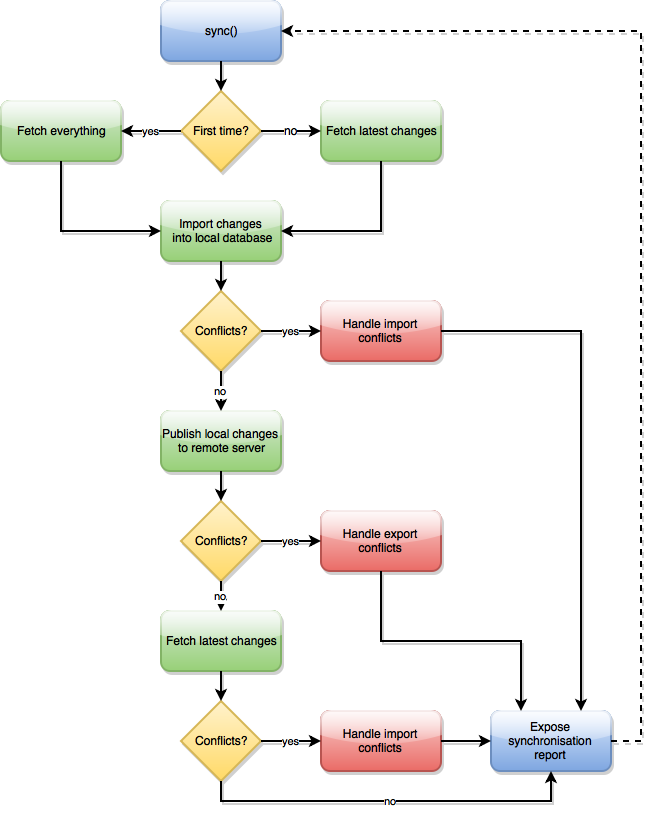 sync()
First time?
yes
no
Fetch everything
Fetch latest changes
Import changes
into local database
Conflicts?
yes
Handle import
conflicts
no
Publish local changes
to remote server
Conflicts?
yes
Handle export
conflicts
no
Fetch latest changes
Conflicts?
yes
Handle import
conflicts
Expose
synchronisation
report
no